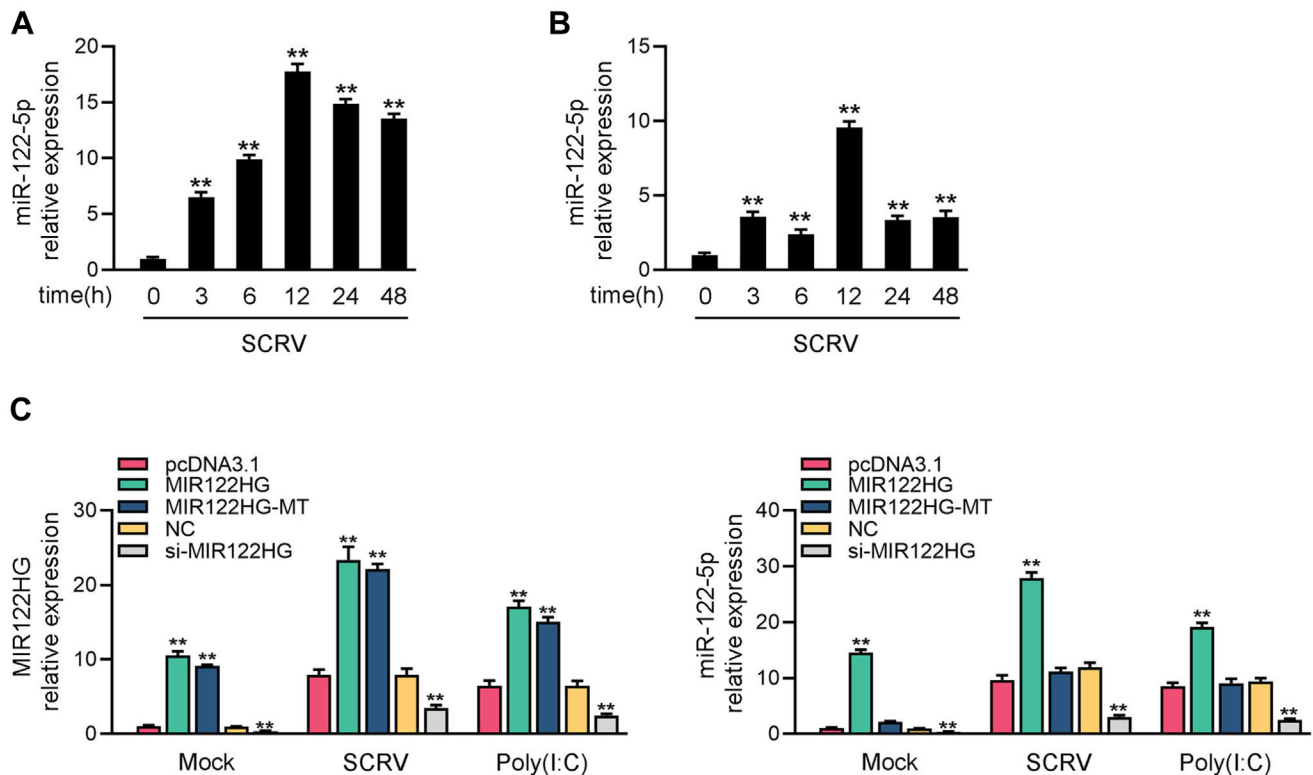 A
miR-122-5p
relative expression
20
15
10
5
0
** ** ** ** **
time(h) 0 3 6 12 24 48
SCRV
B
miR-122-5p
relative expression
15
10
5
0
** ** ** ** **
time(h) 0 3 6 12 24 48
SCRV
C
pcDNA3.1
MIR122HG
MIR122HG-MT
NC
si-MIR122HG
MIR122HG
relative expression
30
20
10
0
** ** ** ** ** ** ** ** **
Mock SCRV Poly(I:C)
pcDNA3.1
MIR122HG
MIR122HG-MT
NC
si-MIR122HG
miR-122-5p
relative expression
40
30
20
10
0
** ** ** ** ** **
Mock SCRV Poly(I:C)